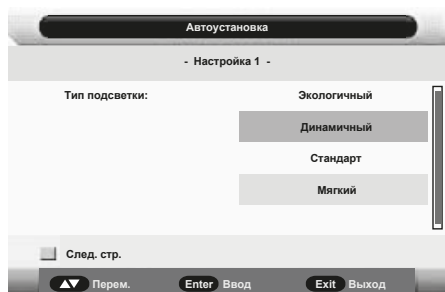 Автоустановка
- Настройка 1 -
Тип подсветки: Экологичный
Динамичный
Стандарт
Мягкий
След. стр.
▲▼ Перем. Enter Ввод Exit Выход